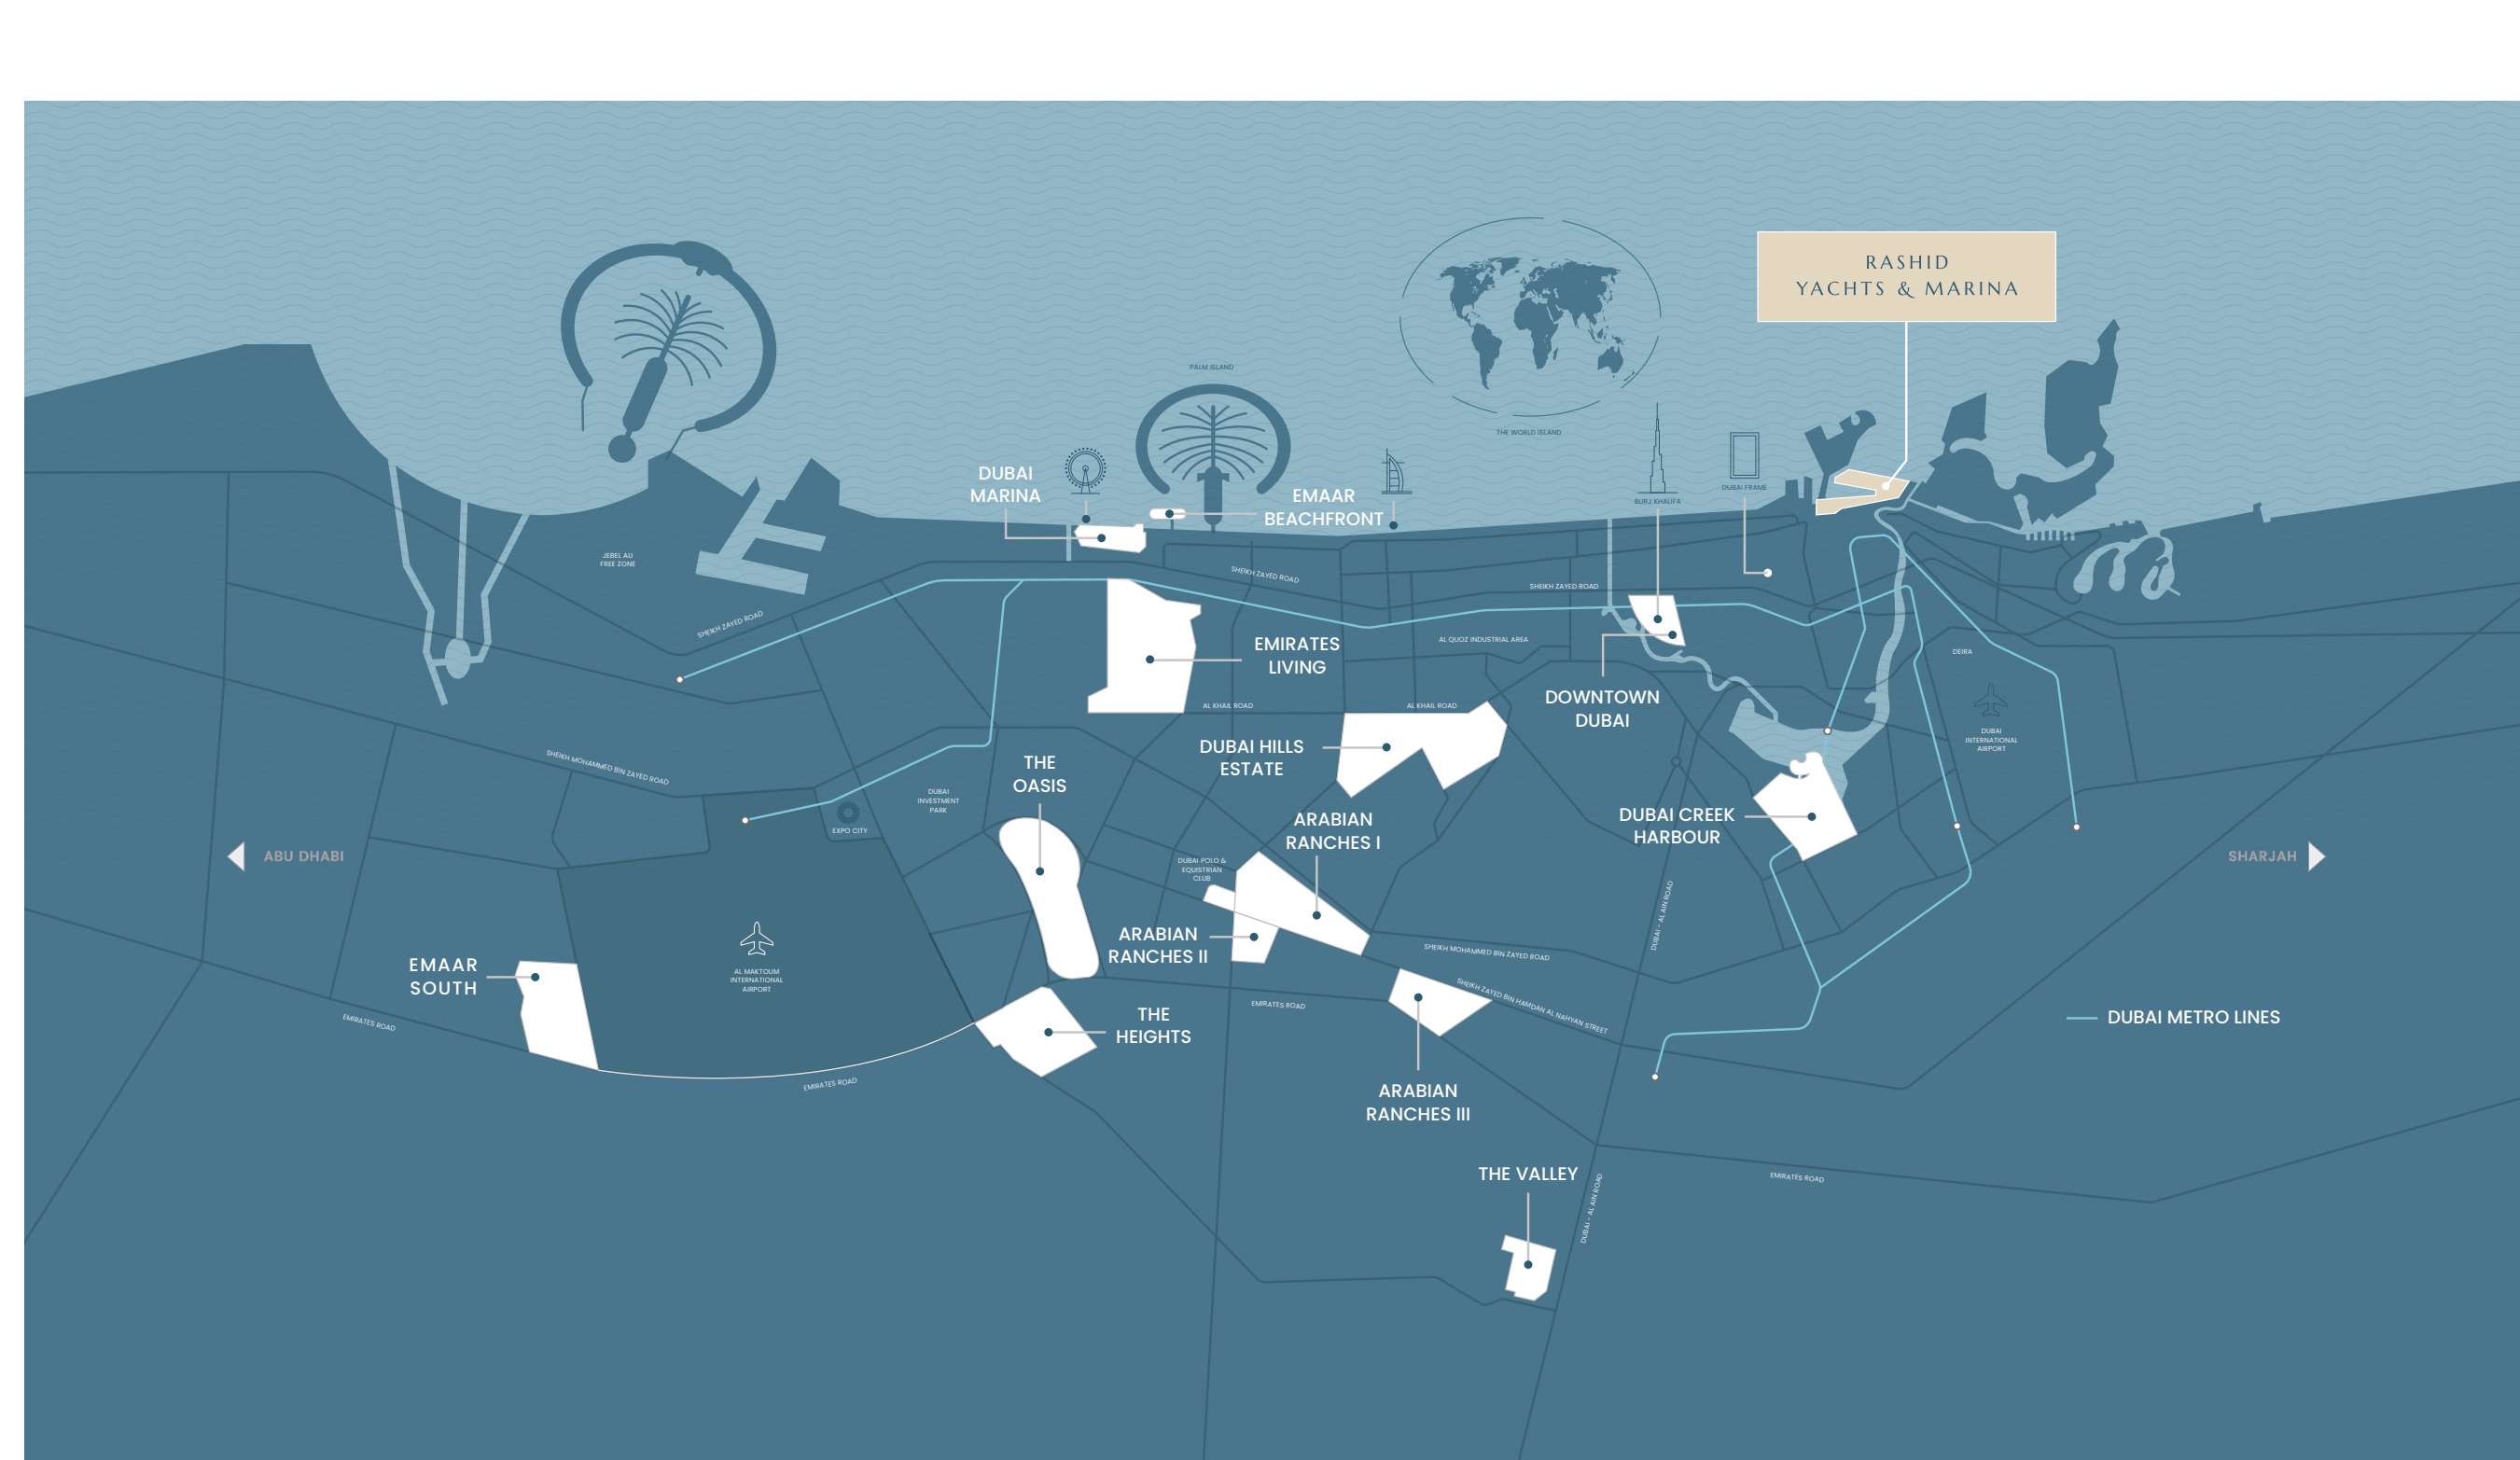 RASHID
YACHTS & MARINA
PALM ISLAND
THE WORLD ISLAND
DUBAI
MARINA
EMAAR
BEACHFRONT
BURJ KHALIFA
DUBAI FRAME
JEBEL ALI
FREE ZONE
SHEIKH ZAYED ROAD
SHEIKH ZAYED ROAD
SHEIKH ZAYED ROAD
AL QUOZ INDUSTRIAL AREA
EMIRATES
LIVING
DEIRA
AL KHAIL ROAD
AL KHAIL ROAD
DOWNTOWN
DUBAI
DUBAI
INTERNATIONAL
AIRPORT
DUBAI HILLS
ESTATE
SHEIKH MOHAMMED BIN ZAYED ROAD
THE
OASIS
DUBAI
INVESTMENT
PARK
EXPO CITY
ARABIAN
RANCHES I
DUBAI CREEK
HARBOUR
ABU DHABI
SHARJAH
DUBAI POLO &
EQUESTRIAN
CLUB
DUBAI - AL AIN ROAD
ARABIAN
RANCHES II
SHEIKH MOHAMMED BIN ZAYED ROAD
EMAAR
SOUTH
AL MAKTOUM
INTERNATIONAL
AIRPORT
SHEIKH ZAYED BIN HAMDAN AL NAHYAN STREET
EMIRATES ROAD
EMIRATES ROAD
THE
HEIGHTS
DUBAI METRO LINES
EMIRATES ROAD
ARABIAN
RANCHES III
THE VALLEY
EMIRATES ROAD
DUBAI - AL AIN ROAD